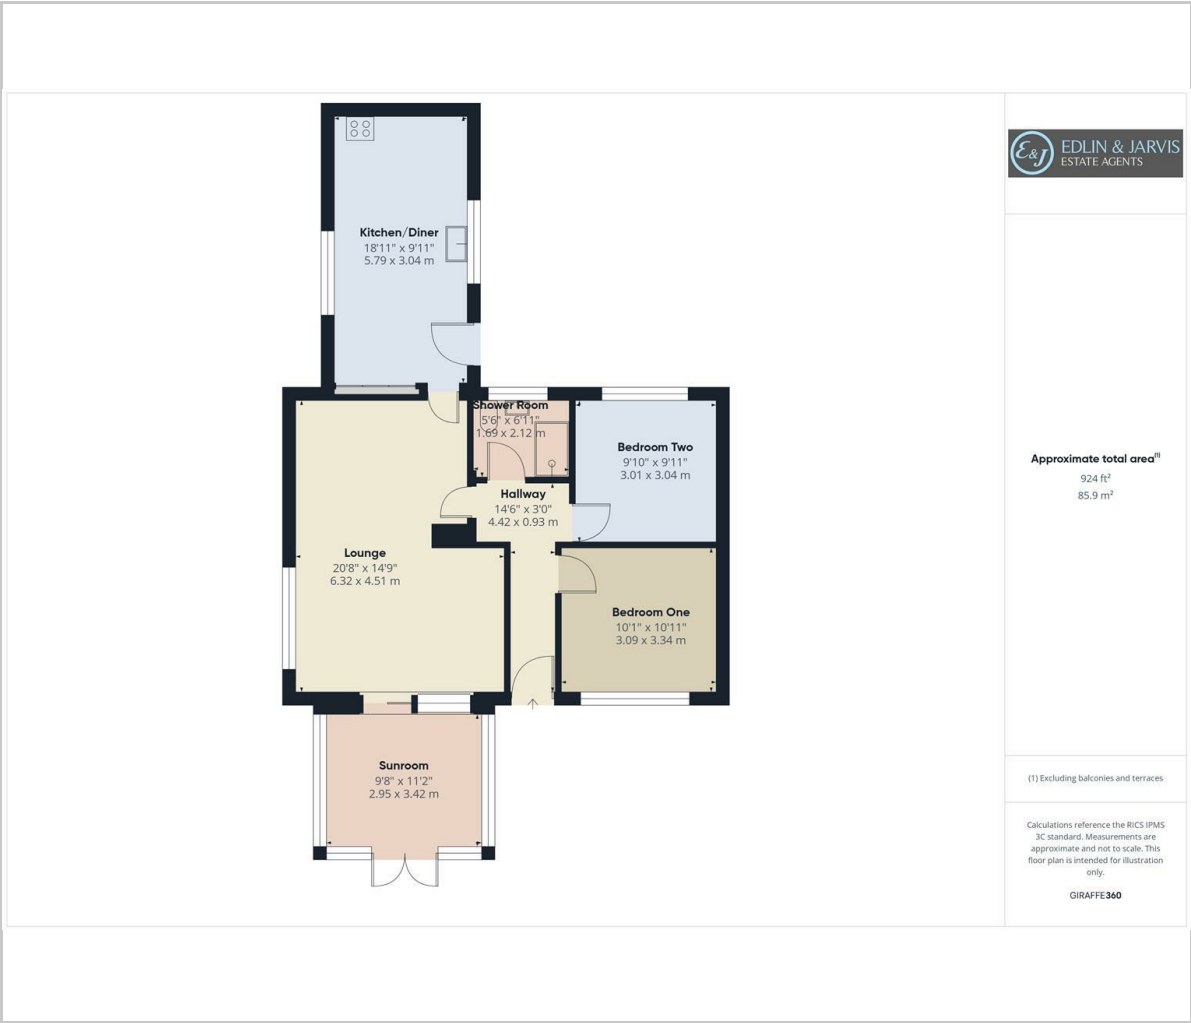 E&J
EDLIN & JARVIS
ESTATE AGENTS
Kitchen/Diner
18'11" x 9'11"
5.79 x 3.04 m
Shower Room
5'6" x 6'11"
1.69 x 2.12 m
Bedroom Two
9'10" x 9'11"
3.01 x 3.04 m
Hallway
14'6" x 3'0"
4.42 x 0.93 m
Lounge
20'8" x 14'9"
6.32 x 4.51 m
Bedroom One
10'1" x 10'11"
3.09 x 3.34 m
Sunroom
9'8" x 11'2"
2.95 x 3.42 m
Approximate total area⁽¹⁾
924 ft²
85.9 m²
(1) Excluding balconies and terraces
Calculations reference the RICS IPMS
3C standard. Measurements are
approximate and not to scale. This
floor plan is intended for illustration
only.
GIRAFFE360